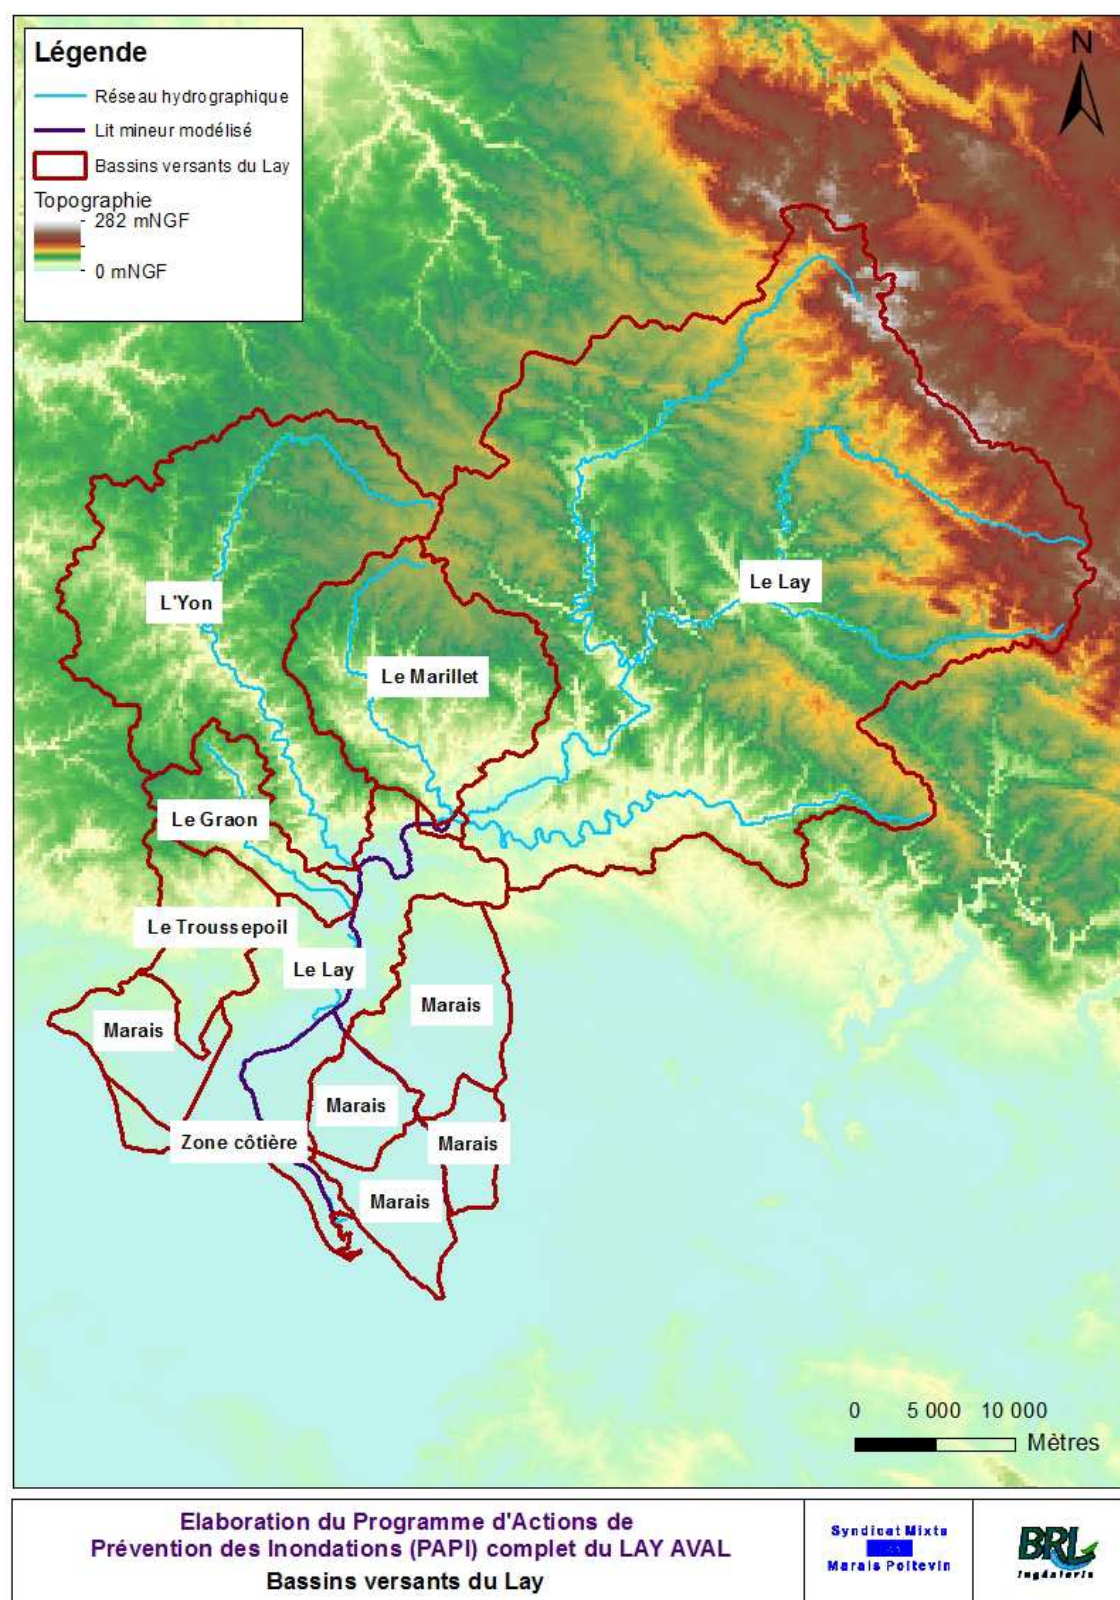 Légende
Réseau hydrographique
Lit mineur modélisé
Bassins versants du Lay
Topographie
282 mNGF
0 mNGF
N
Le Lay
L'Yon
Le Marillet
Le Graon
Le Troussepoil
Le Lay
Marais
Marais
Marais
Zone côtière
Marais
Marais
0 5 000 10 000
Mètres
Elaboration du Programme d'Actions de
Prévention des Inondations (PAPI) complet du LAY AVAL
Bassins versants du Lay
Syndicat Mixte
Marais Poitevin
BRL
Ingénierie